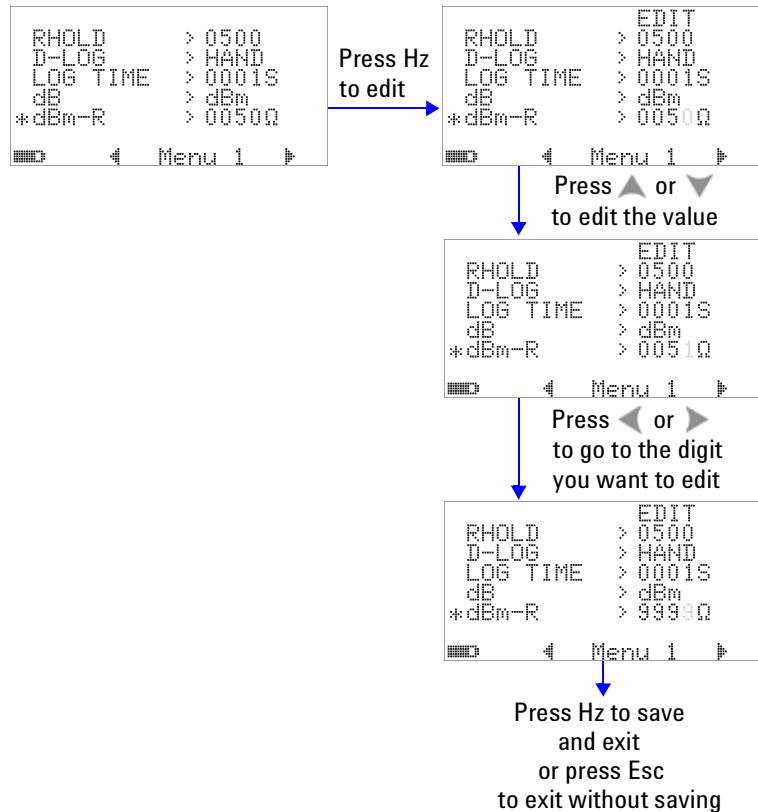 RHOLD > 0500
D-LOG > HAND
LOG TIME > 0001S
dB > dBm
*dBm-R > 0050Ω
Menu 1
Press Hz
to edit
EDIT
RHOLD > 0500
D-LOG > HAND
LOG TIME > 0001S
dB > dBm
*dBm-R > 0050Ω
Menu 1
Press ▲ or ▼
to edit the value
EDIT
RHOLD > 0500
D-LOG > HAND
LOG TIME > 0001S
dB > dBm
*dBm-R > 0051Ω
Menu 1
Press ◀ or ▶
to go to the digit
you want to edit
EDIT
RHOLD > 0500
D-LOG > HAND
LOG TIME > 0001S
dB > dBm
*dBm-R > 9999Ω
Menu 1
Press Hz to save
and exit
or press Esc
to exit without saving